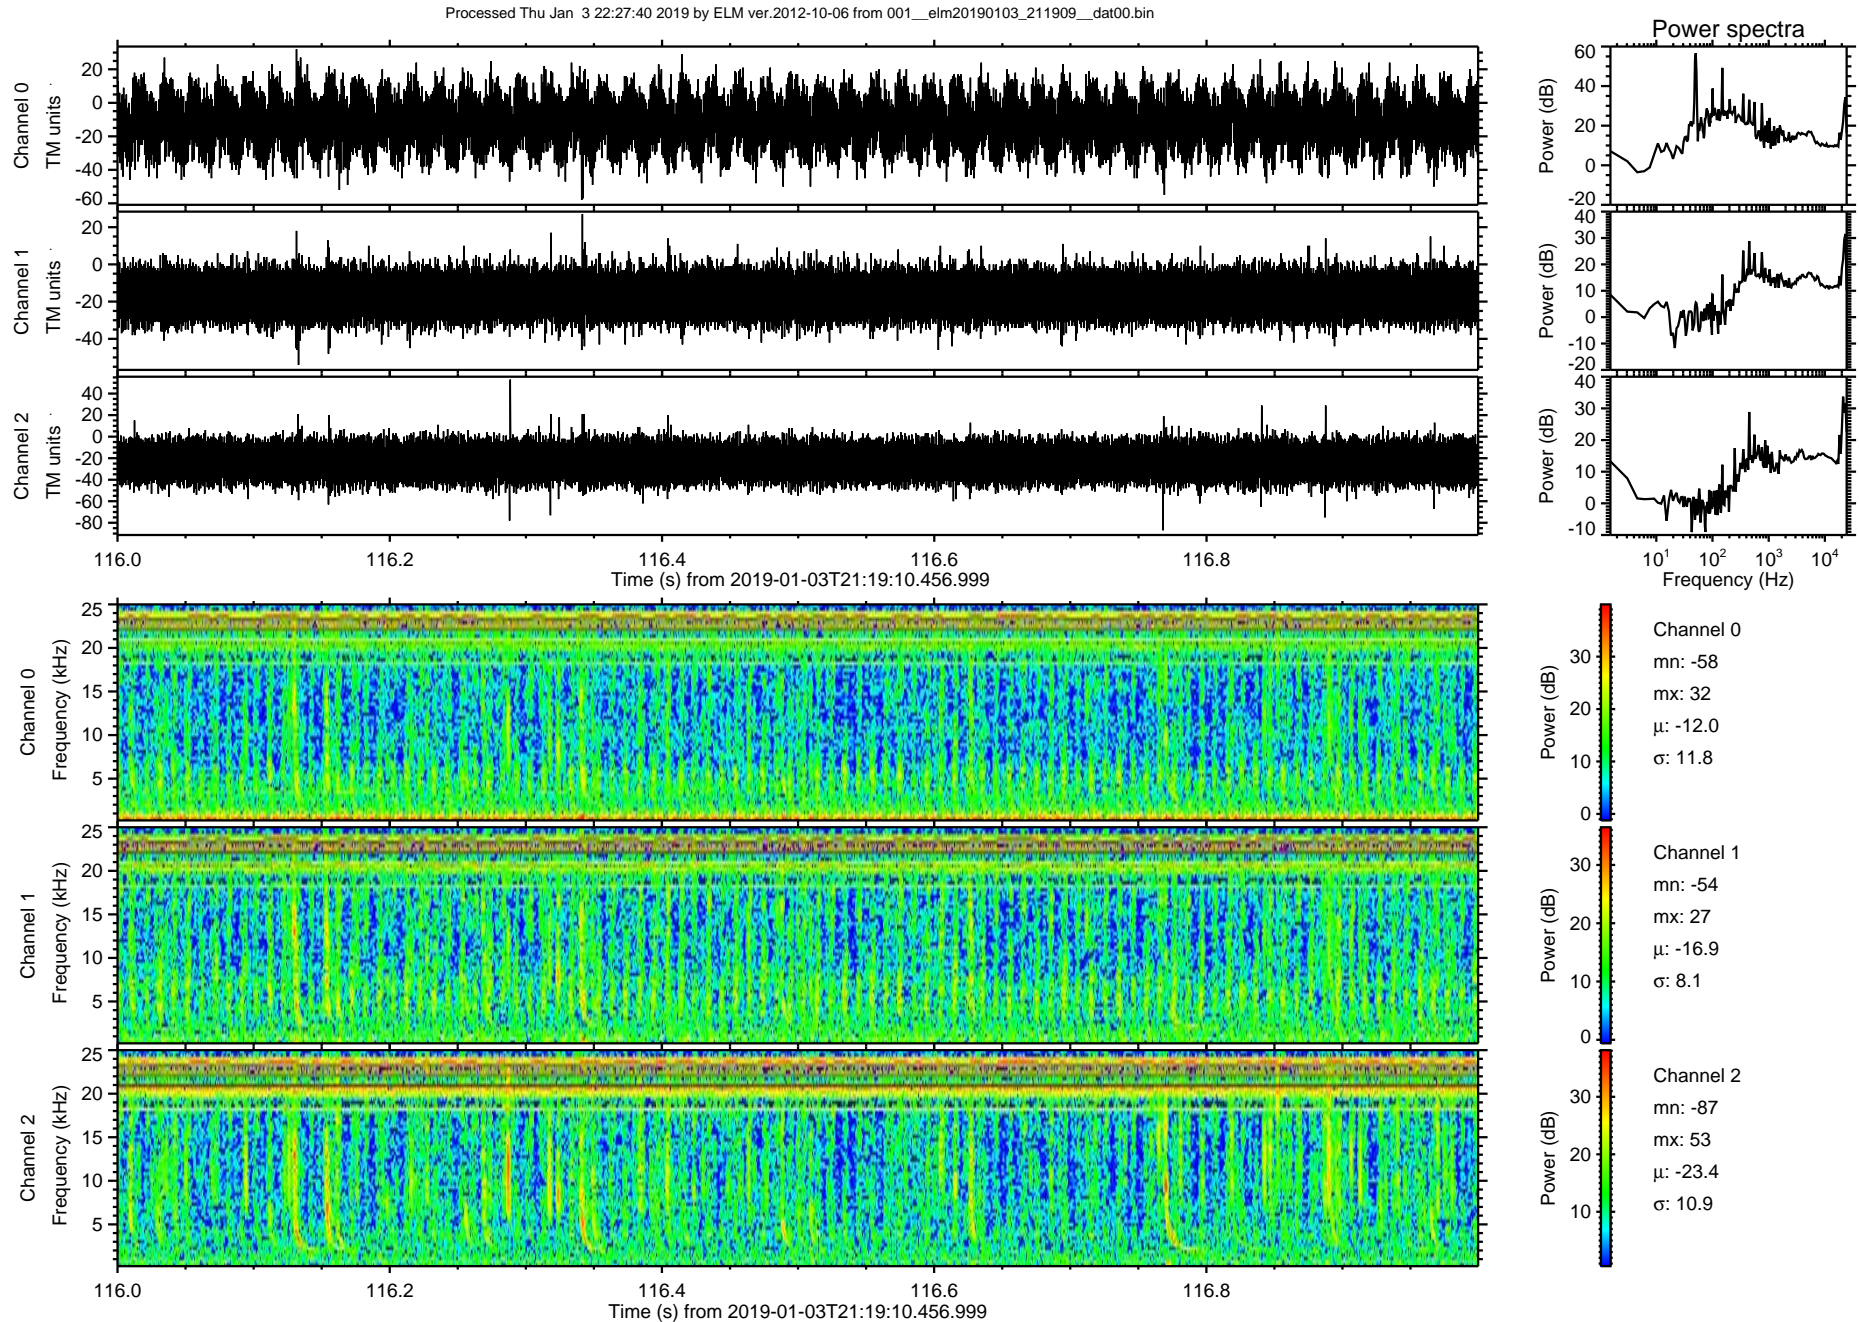 Processed Thu Jan  3 22:27:40 2019 by ELM ver.2012-10-06 from 001__elm20190103_211909__dat00.bin
Power spectra
Channel 0
TM units
20
0
-20
-40
-60
Power (dB)
60
40
20
0
-20
Channel 1
TM units
20
0
-20
-40
Power (dB)
40
30
20
10
0
-10
-20
Channel 2
TM units
40
20
0
-20
-40
-60
-80
Power (dB)
40
30
20
10
0
-10
116.0 116.2 116.4 116.6 116.8
Time (s) from 2019-01-03T21:19:10.456.999
10^1 10^2 10^3 10^4
Frequency (Hz)
Channel 0
Frequency (kHz)
25
20
15
10
5
Power (dB)
30
20
10
0
Channel 0
mn: -58
mx: 32
μ: -12.0
σ: 11.8
Channel 1
Frequency (kHz)
25
20
15
10
5
Power (dB)
30
20
10
0
Channel 1
mn: -54
mx: 27
μ: -16.9
σ: 8.1
Channel 2
Frequency (kHz)
25
20
15
10
5
Power (dB)
30
20
10
Channel 2
mn: -87
mx: 53
μ: -23.4
σ: 10.9
116.0 116.2 116.4 116.6 116.8
Time (s) from 2019-01-03T21:19:10.456.999